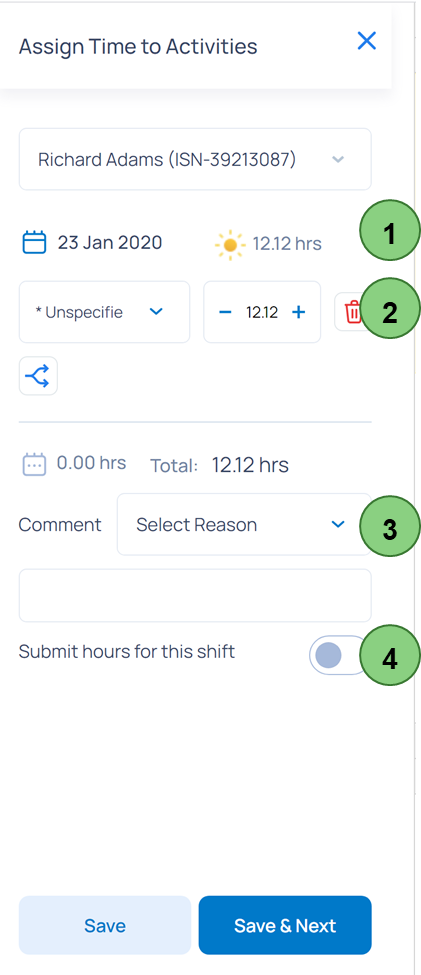 Assign Time to Activities
Richard Adams (ISN-39213087)
23 Jan 2020 12.12 hrs 1
* Unspecifie 12.12 2
0.00 hrs Total: 12.12 hrs
Comment Select Reason 3
Submit hours for this shift 4
Save Save & Next